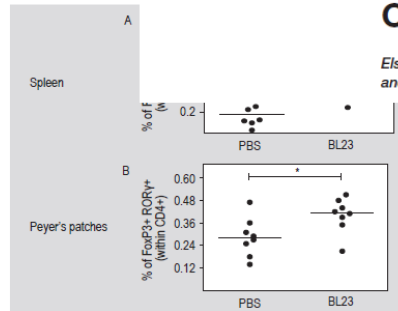 A
C
Els
and
Spleen
0.2
PBS
BL23
B
% of FoxP3+ RORγ+
(within CD4+)
0.60
0.48
*
0.36
Peyer's patches
0.24
0.12
PBS
BL23